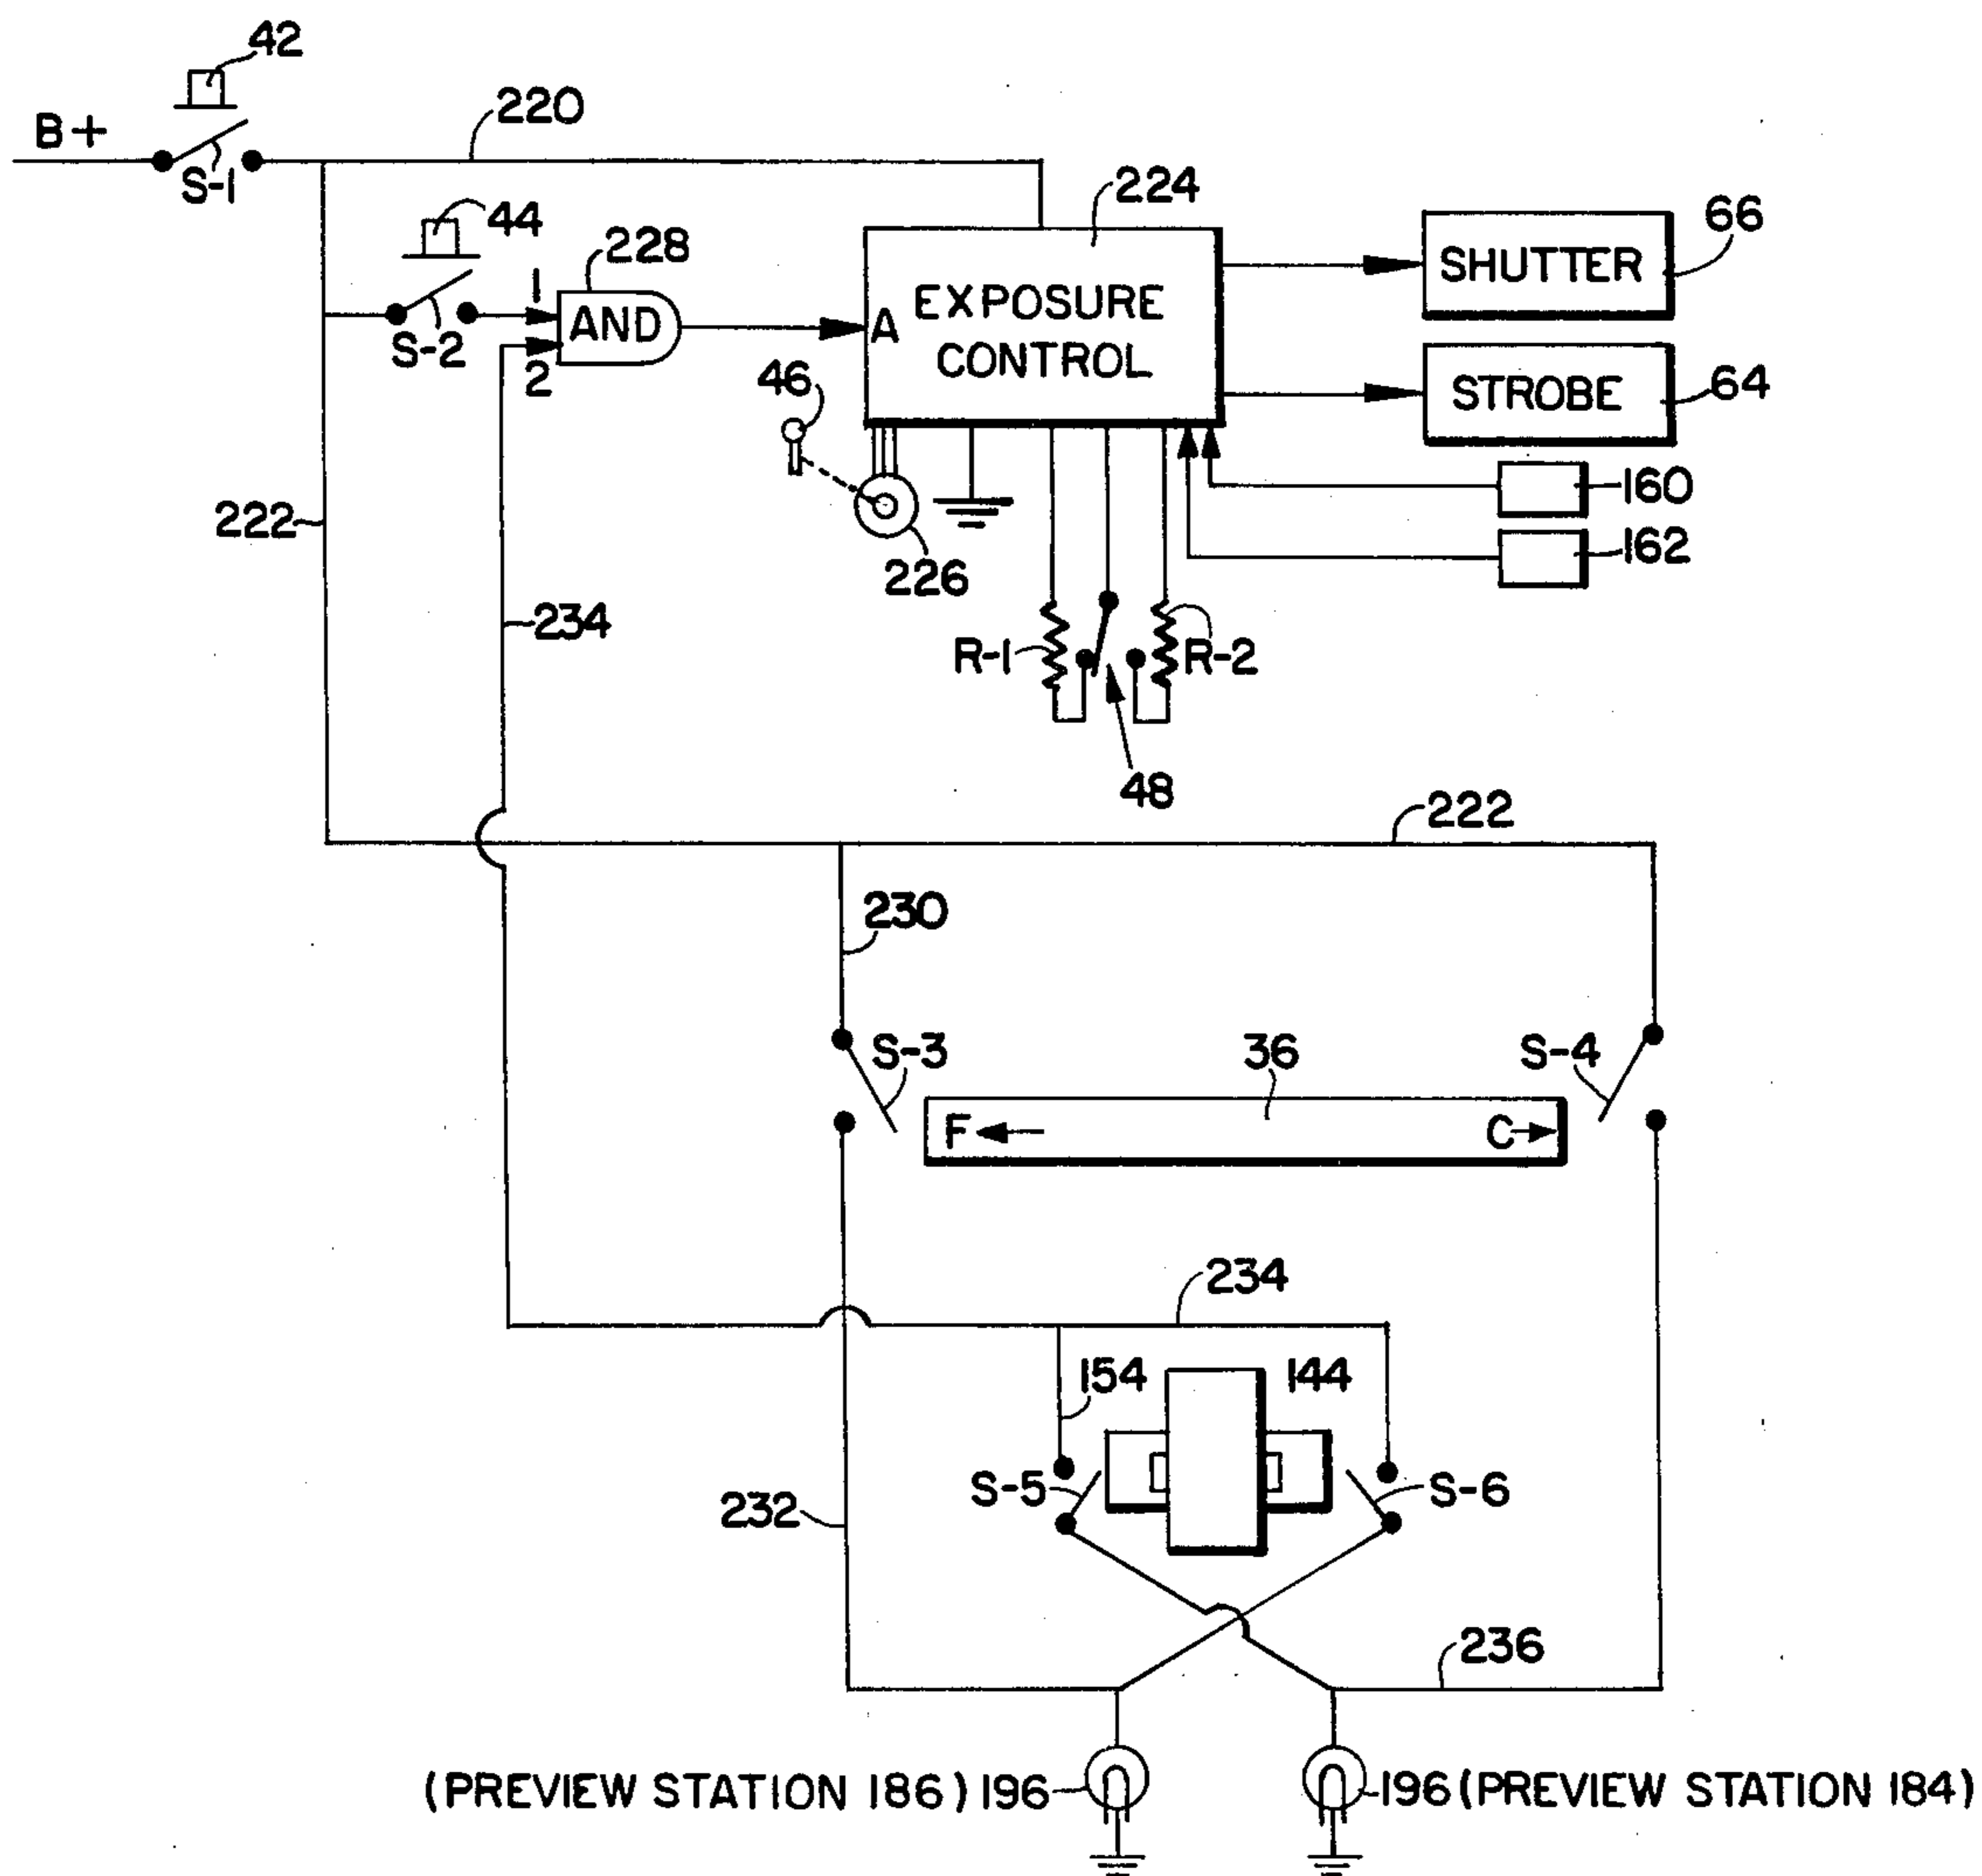 42
B+
220
S-1
224
66
44
SHUTTER
228
1
AND
A
EXPOSURE
CONTROL
S-2
2
46
STROBE
64
160
222
162
226
234
R-1
R-2
48
222
230
S-3
36
S-4
F
C
234
154
144
S-5
S-6
232
236
(PREVIEW STATION 186) 196
196 (PREVIEW STATION 184)